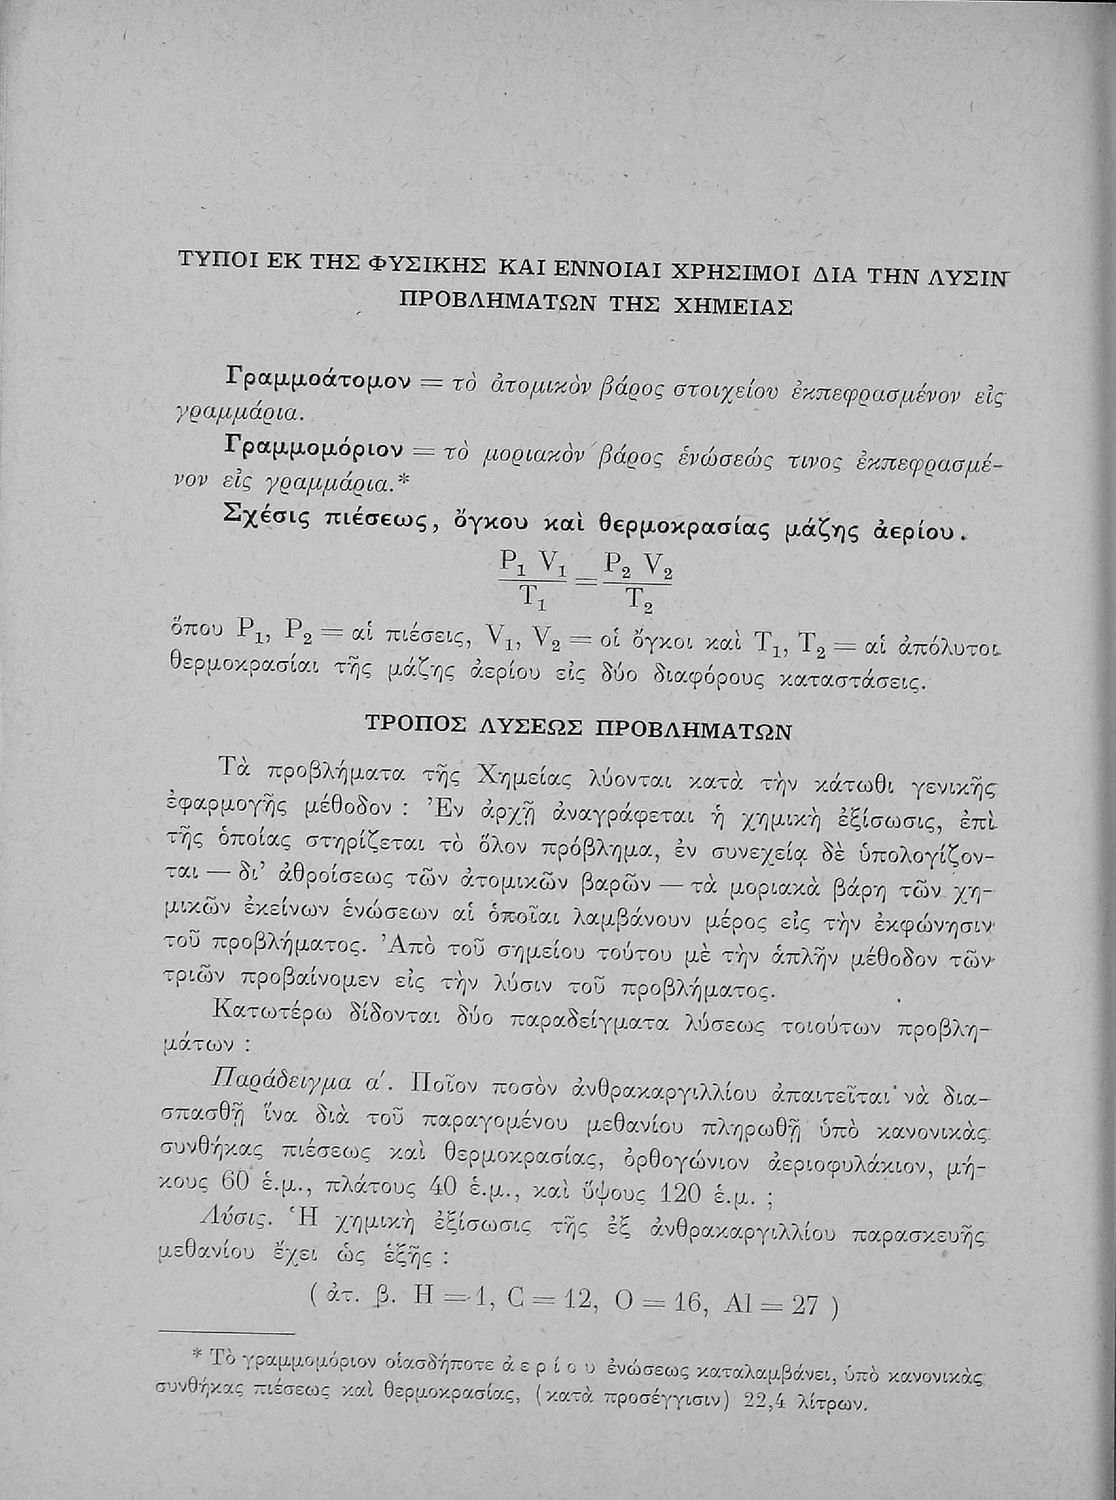 ΤΥΠΟΙ ΕΚ ΤΗΣ ΦΥΣΙΚΗΣ ΚΑΙ ΕΝΝΟΙΑΙ ΧΡΗΣΙΜΟΙ ΔΙΑ ΤΗΝ ΛΥΣΙΝ
ΠΡΟΒΛΗΜΑΤΩΝ ΤΗΣ ΧΗΜΕΙΑΣ
Γραμμοάτομον = τὸ ἀτομικὸν βάρος στοιχείου ἐκπεφρασμένον εἰς
γραμμάρια.
Γραμμομόριον = τὸ μοριακὸν βάρος ἑνώσεώς τινος ἐκπεφρασμέ-
νον εἰς γραμμάρια.*
Σχέσις πιέσεως, ὄγκου καὶ θερμοκρασίας μάζης ἀερίου.
P₁ V₁ / T₁ = P₂ V₂ / T₂
ὅπου P₁, P₂ = αἱ πιέσεις, V₁, V₂ = οἱ ὄγκοι καὶ T₁, T₂ = αἱ ἀπόλυτοι
θερμοκρασίαι τῆς μάζης ἀερίου εἰς δύο διαφόρους καταστάσεις.
ΤΡΟΠΟΣ ΛΥΣΕΩΣ ΠΡΟΒΛΗΜΑΤΩΝ
Τὰ προβλήματα τῆς Χημείας λύονται κατὰ τὴν κάτωθι γενικῆς
ἐφαρμογῆς μέθοδον : Ἐν ἀρχῇ ἀναγράφεται ἡ χημικὴ ἐξίσωσις, ἐπὶ
τῆς ὁποίας στηρίζεται τὸ ὅλον πρόβλημα, ἐν συνεχείᾳ δὲ ὑπολογίζον-
ται — δι' ἀθροίσεως τῶν ἀτομικῶν βαρῶν — τὰ μοριακὰ βάρη τῶν χη-
μικῶν ἐκείνων ἑνώσεων αἱ ὁποῖαι λαμβάνουν μέρος εἰς τὴν ἐκφώνησιν
τοῦ προβλήματος. Ἀπὸ τοῦ σημείου τούτου μὲ τὴν ἁπλῆν μέθοδον τῶν
τριῶν προβαίνομεν εἰς τὴν λύσιν τοῦ προβλήματος.
Κατωτέρω δίδονται δύο παραδείγματα λύσεως τοιούτων προβλη-
μάτων :
Παράδειγμα α'. Ποῖον ποσὸν ἀνθρακαργιλλίου ἀπαιτεῖται νὰ δια-
σπασθῇ ἵνα διὰ τοῦ παραγομένου μεθανίου πληρωθῇ ὑπὸ κανονικὰς
συνθήκας πιέσεως καὶ θερμοκρασίας, ὀρθογώνιον ἀεριοφυλάκιον, μή-
κους 60 ἑ.μ., πλάτους 40 ἑ.μ., καὶ ὕψους 120 ἑ.μ. ;
Λύσις. Ἡ χημικὴ ἐξίσωσις τῆς ἐξ ἀνθρακαργιλλίου παρασκευῆς
μεθανίου ἔχει ὡς ἑξῆς :
( ἀτ. β. H = 1, C = 12, O = 16, Al = 27 )
* Τὸ γραμμομόριον οἱασδήποτε ἀ ε ρ ί ο υ ἑνώσεως καταλαμβάνει, ὑπὸ κανονικὰς
συνθήκας πιέσεως καὶ θερμοκρασίας, (κατὰ προσέγγισιν) 22,4 λίτρων.